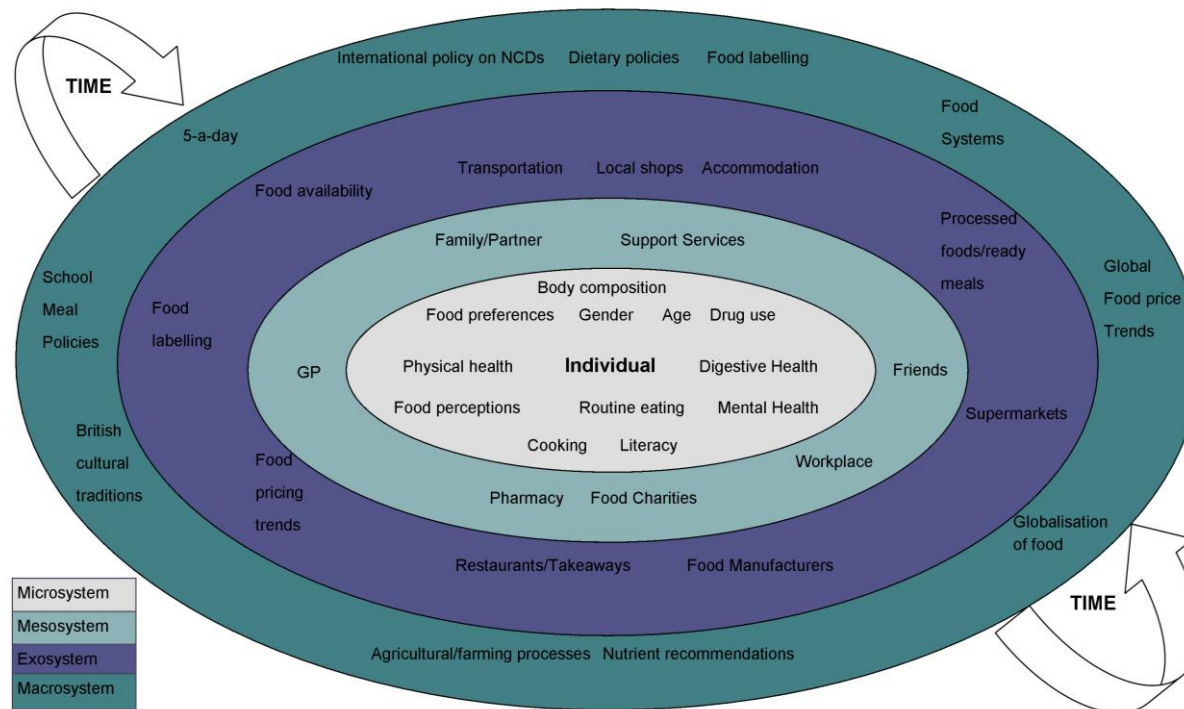 International policy on NCDs Dietary policies Food labelling
TIME
5-a-day
Food
Systems
Transportation Local shops Accommodation
Food availability
Processed
foods/ready
meals
Family/Partner Support Services
School
Meal
Policies
Global
Food price
Trends
Food
labelling
Body composition
Food preferences Gender Age Drug use
Physical health Individual Digestive Health
GP
Friends
Food perceptions Routine eating Mental Health
Supermarkets
British
cultural
traditions
Cooking Literacy
Food
pricing
trends
Workplace
Pharmacy Food Charities
Globalisation
of food
Restaurants/Takeaways Food Manufacturers
TIME
Agricultural/farming processes Nutrient recommendations
Microsystem
Mesosystem
Exosystem
Macrosystem